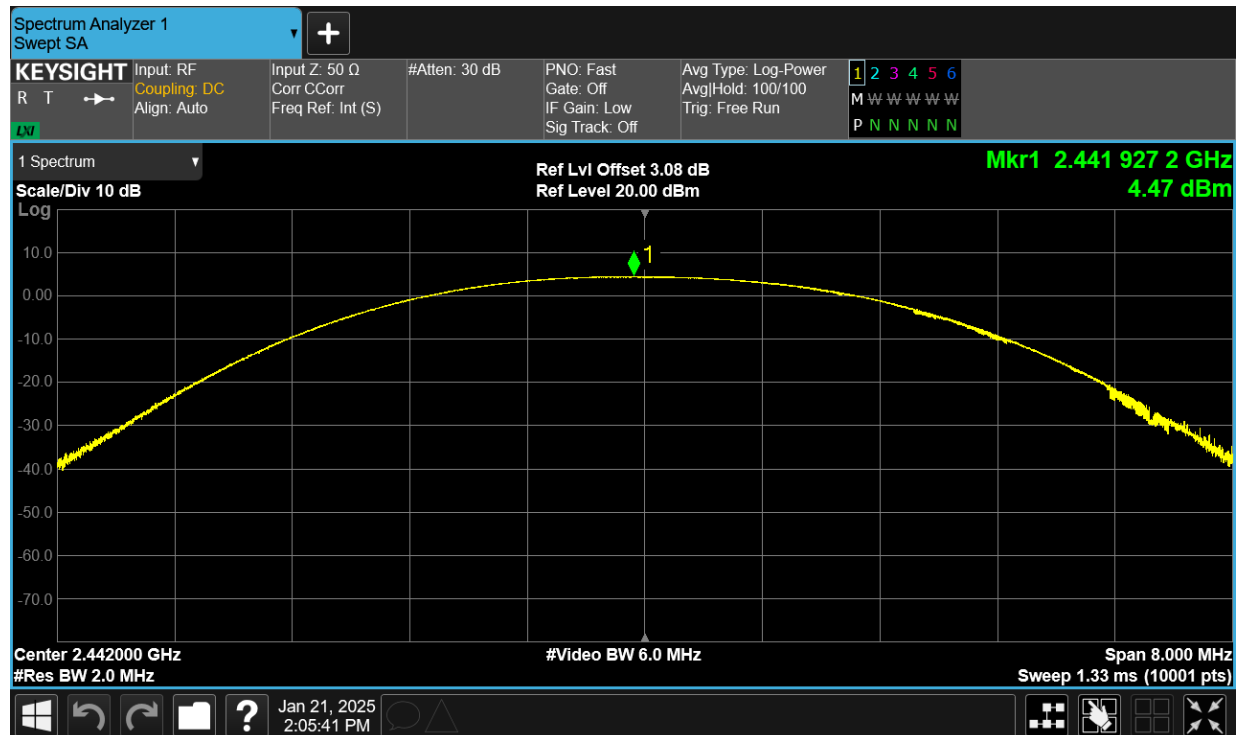 Spectrum Analyzer 1
Swept SA
+
KEYSIGHT
R T
LXI
Input: RF
Coupling: DC
Align: Auto
Input Z: 50 Ω
Corr CCorr
Freq Ref: Int (S)
#Atten: 30 dB
PNO: Fast
Gate: Off
IF Gain: Low
Sig Track: Off
Avg Type: Log-Power
Avg|Hold: 100/100
Trig: Free Run
1 2 3 4 5 6
M W W W W W
P N N N N N
1 Spectrum
Scale/Div 10 dB
Log
Ref Lvl Offset 3.08 dB
Ref Level 20.00 dBm
Mkr1 2.441 927 2 GHz
4.47 dBm
1
10.0
0.00
-10.0
-20.0
-30.0
-40.0
-50.0
-60.0
-70.0
Center 2.442000 GHz
#Res BW 2.0 MHz
#Video BW 6.0 MHz
Span 8.000 MHz
Sweep 1.33 ms (10001 pts)
?
Jan 21, 2025
2:05:41 PM